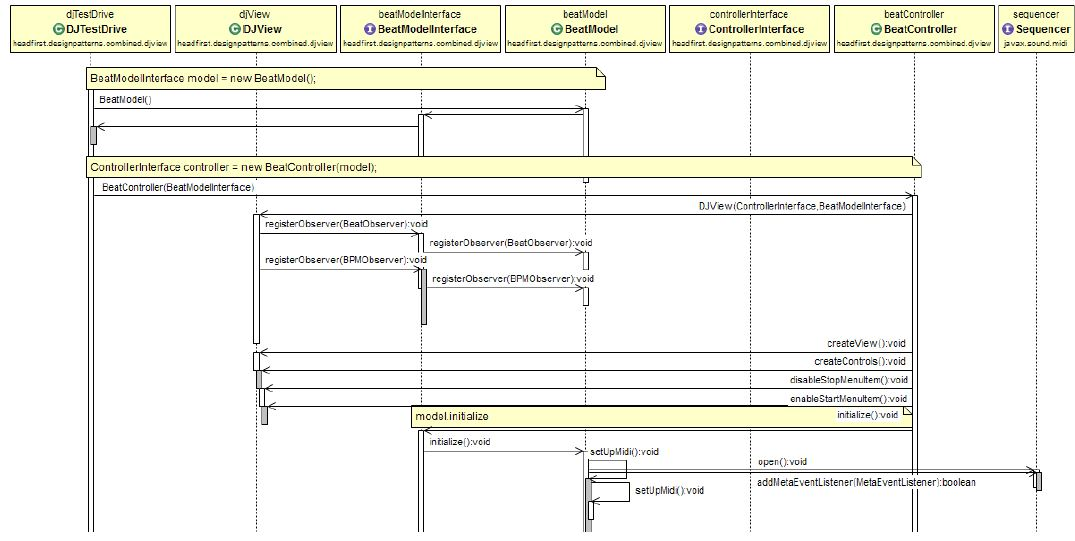 djTestDrive
C DJTestDrive
headfirst.designpatterns.combined.djview
djView
C DJView
headfirst.designpatterns.combined.djview
beatModelInterface
I BeatModelInterface
headfirst.designpatterns.combined.djview
beatModel
C BeatModel
headfirst.designpatterns.combined.djview
controllerInterface
I ControllerInterface
headfirst.designpatterns.combined.djview
beatController
C BeatController
headfirst.designpatterns.combined.djview
sequencer
I Sequencer
javax.sound.midi
BeatModelInterface model = new BeatModel();
BeatModel()
ControllerInterface controller = new BeatController(model);
BeatController(BeatModelInterface)
DJView(ControllerInterface,BeatModelInterface)
registerObserver(BeatObserver):void
registerObserver(BeatObserver):void
registerObserver(BPMObserver):void
registerObserver(BPMObserver):void
createView():void
createControls():void
disableStopMenuItem():void
enableStartMenuItem():void
model.initialize
initialize():void
initialize():void
setUpMidi():void
open():void
addMetaEventListener(MetaEventListener):boolean
setUpMidi():void